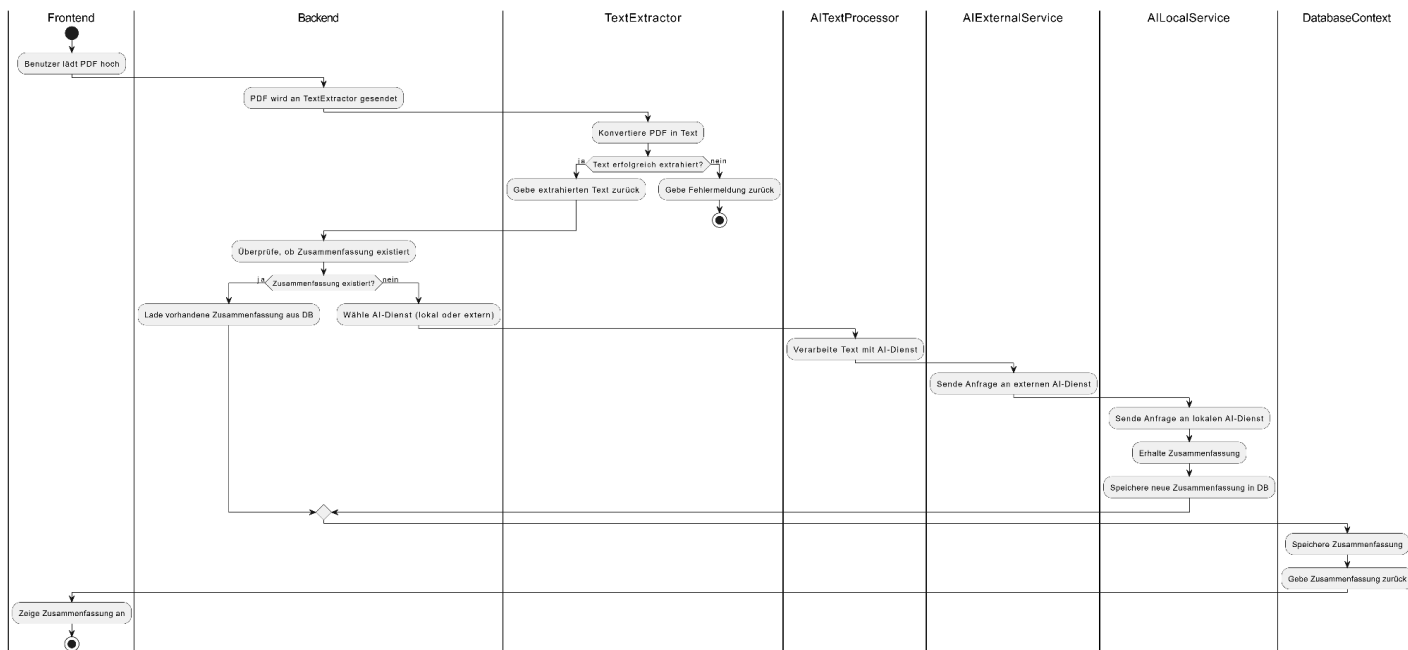 Frontend
Backend
TextExtractor
AITextProcessor
AIExternalService
AILocalService
DatabaseContext
Benutzer lädt PDF hoch
PDF wird an TextExtractor gesendet
Konvertiere PDF in Text
ja
Text erfolgreich extrahiert?
nein
Gebe extrahierten Text zurück
Gebe Fehlermeldung zurück
Überprüfe, ob Zusammenfassung existiert
ja
Zusammenfassung existiert?
nein
Lade vorhandene Zusammenfassung aus DB
Wähle AI-Dienst (lokal oder extern)
Verarbeite Text mit AI-Dienst
Sende Anfrage an externen AI-Dienst
Sende Anfrage an lokalen AI-Dienst
Erhalte Zusammenfassung
Speichere neue Zusammenfassung in DB
Speichere Zusammenfassung
Gebe Zusammenfassung zurück
Zeige Zusammenfassung an